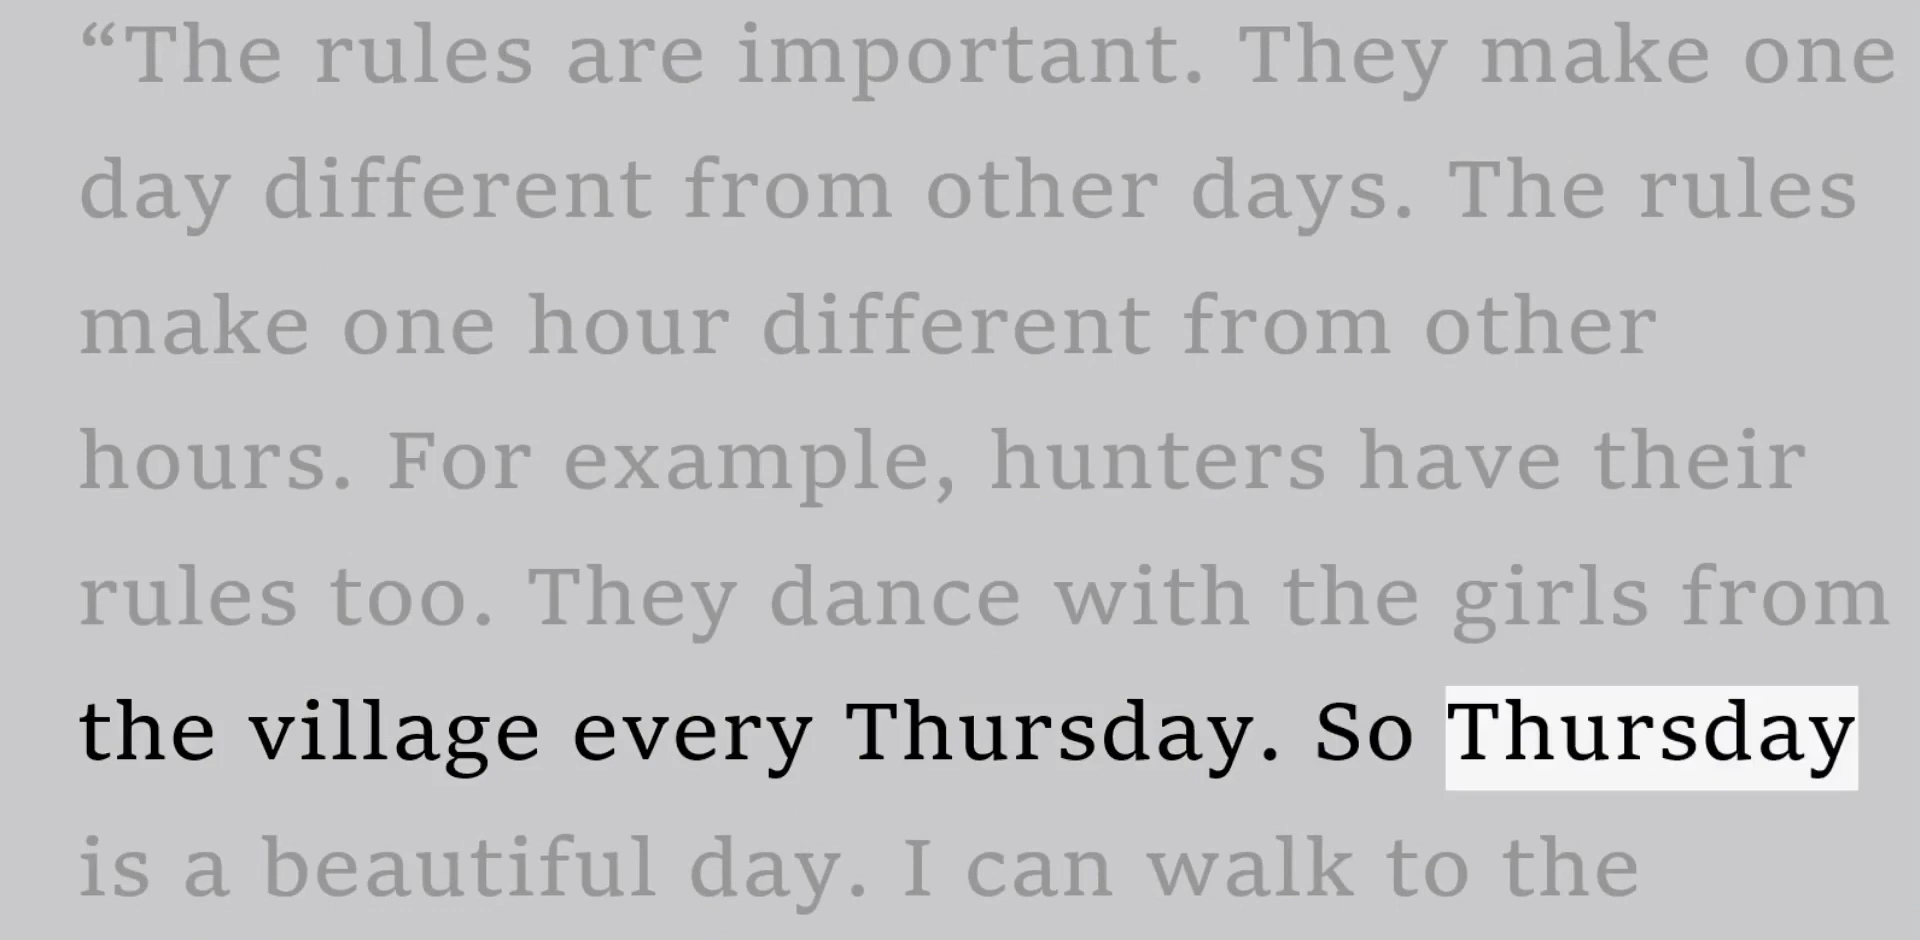 “The rules are important. They make one
day different from other days. The rules
make one hour different from other
hours. For example, hunters have their
rules too. They dance with the girls from
the village every Thursday. So Thursday
is a beautiful day. I can walk to the